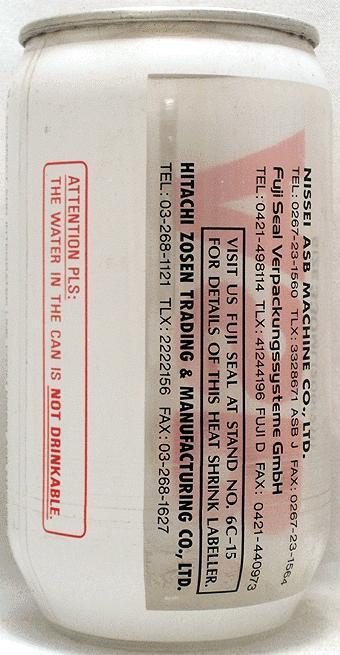 NISSEI ASB MACHINE CO., LTD.
TEL: 0267-23-1560 TLX: 3328671 ASB J FAX: 0267-23-1564
Fuji Seal Verpackungssysteme GmbH
TEL: 0421-498114 TLX: 41244196 FUJI D FAX: 0421-440973
VISIT US FUJI SEAL AT STAND NO. 6C-15
FOR DETAILS OF THIS HEAT SHRINK LABELLER.
HITACHI ZOSEN TRADING & MANUFACTURING CO., LTD.
TEL: 03-268-1121 TLX: 2222156 FAX: 03-268-1627
ATTENTION PLS:
THE WATER IN THE CAN IS NOT DRINKABLE.